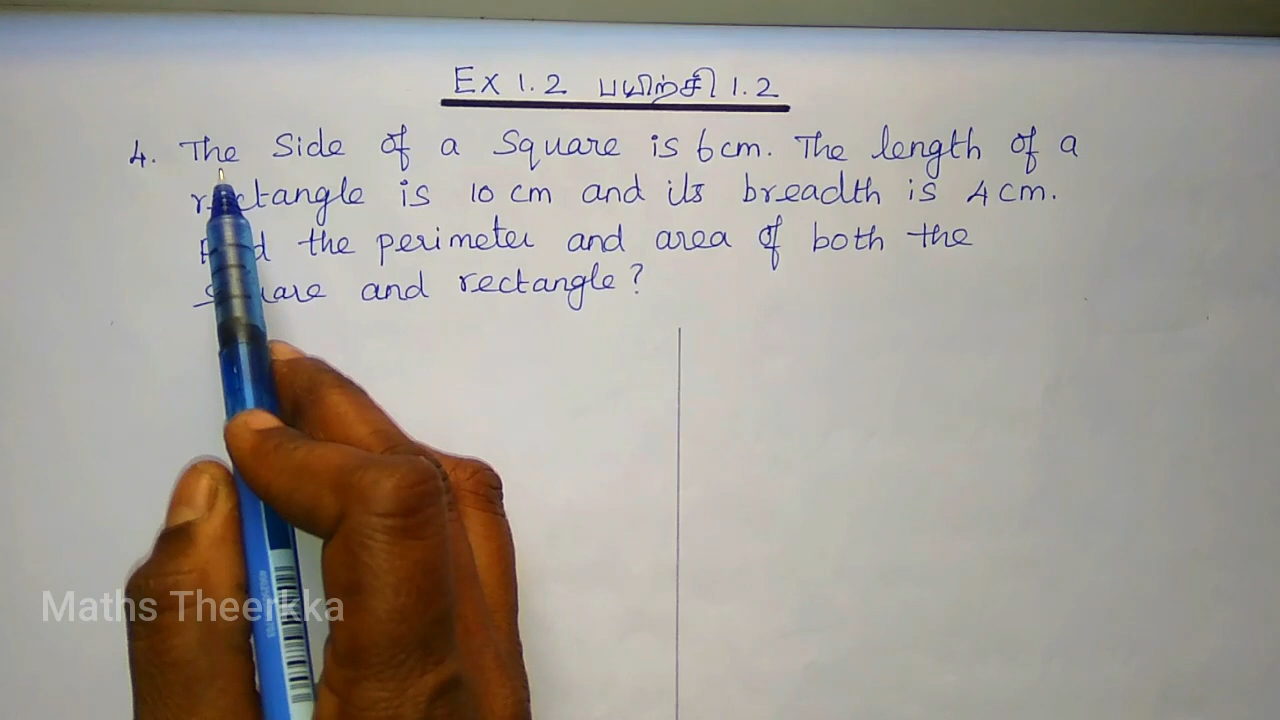 Ex 1.2 பயிற்சி 1.2
4. The Side of a Square is 6cm. The length of a
rectangle is 10 cm and its breadth is 4 cm.
the perimeter and area of both the
and rectangle?
Maths Theerkka